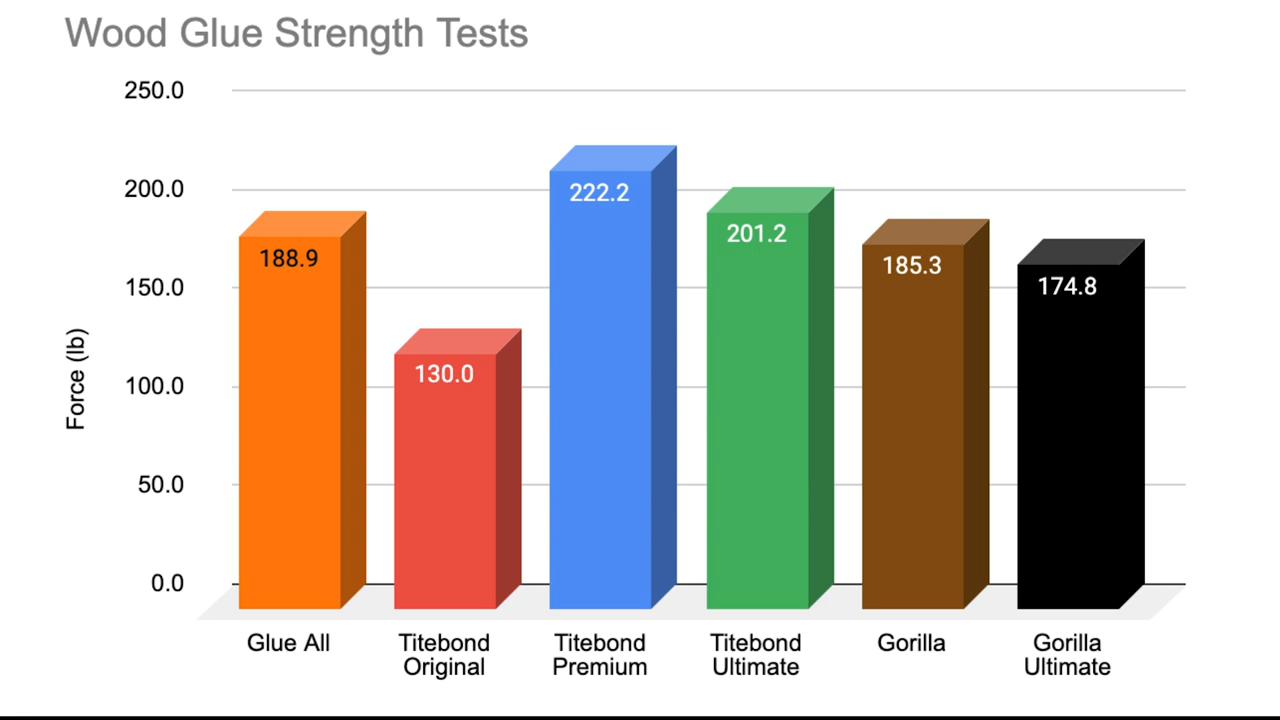 Wood Glue Strength Tests
250.0
200.0
150.0
100.0
50.0
0.0
Force (lb)
188.9
130.0
222.2
201.2
185.3
174.8
Glue All
Titebond
Original
Titebond
Premium
Titebond
Ultimate
Gorilla
Gorilla
Ultimate